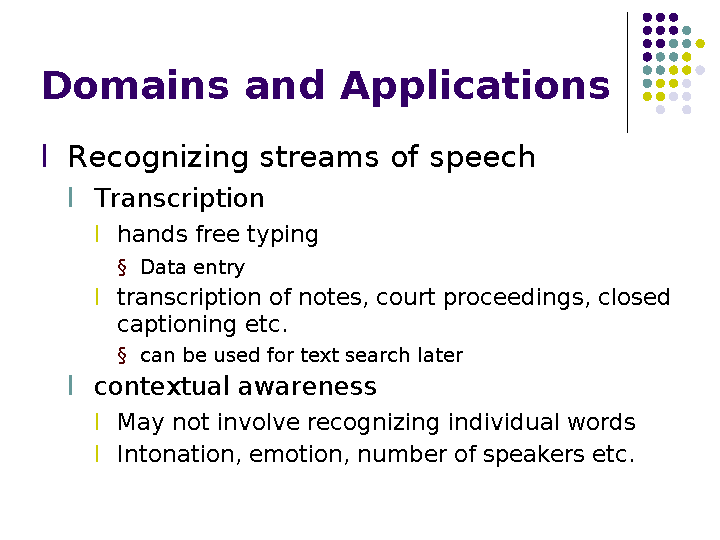 Domains and Applications
l Recognizing streams of speech
l Transcription
l hands free typing
§ Data entry
l transcription of notes, court proceedings, closed
captioning etc.
§ can be used for text search later
l contextual awareness
l May not involve recognizing individual words
l Intonation, emotion, number of speakers etc.